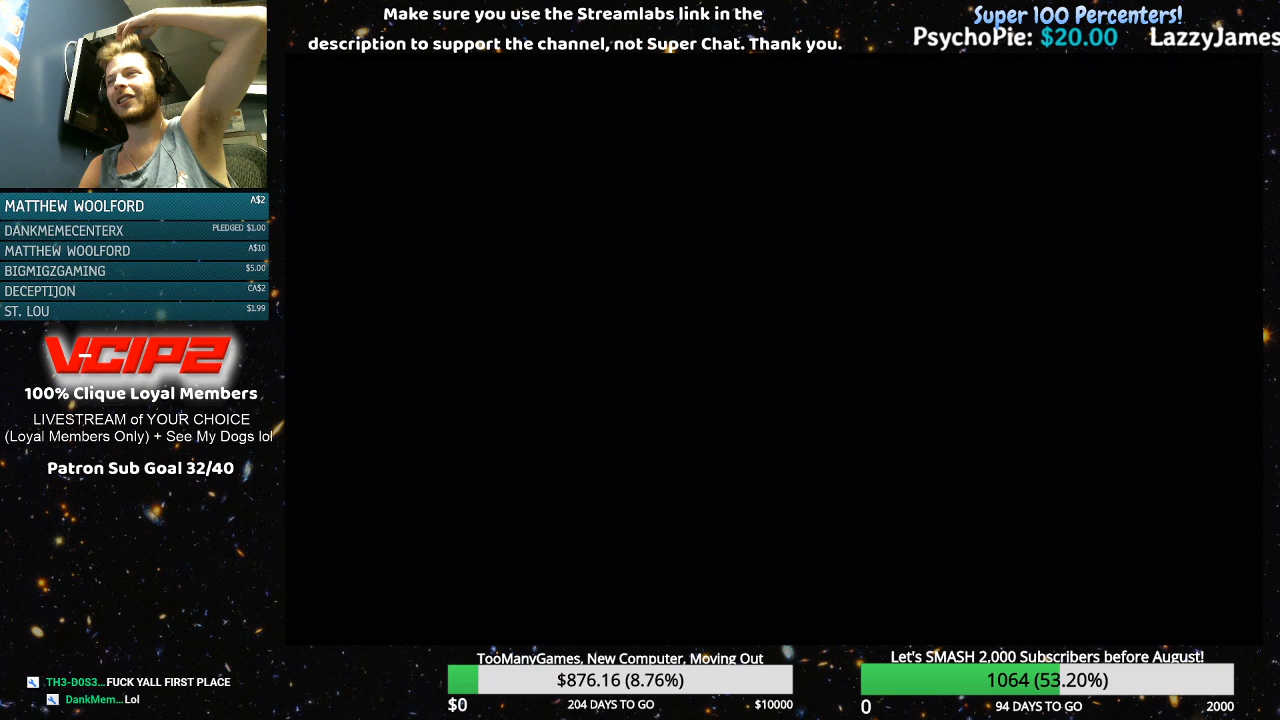 Make sure you use the Streamlabs link in the
description to support the channel, not Super Chat. Thank you.
Super 100 Percenters!
PsychoPie: $20.00 LazzyJames
MATTHEW WOOLFORD A$2
DANKMEMECENTERX PLEDGED $1.00
MATTHEW WOOLFORD A$10
BIGMIGZGAMING $5.00
DECEPTIJON CA$2
ST. LOU $1.99
V-CIPZ
100% Clique Loyal Members
LIVESTREAM of YOUR CHOICE
(Loyal Members Only) + See My Dogs lol
Patron Sub Goal 32/40
TH3-D0S3... FUCK YALL FIRST PLACE
DankMem... Lol
TooManyGames, New Computer, Moving Out
$876.16 (8.76%)
$0 204 DAYS TO GO $10000
Let's SMASH 2,000 Subscribers before August!
1064 (53.20%)
0 94 DAYS TO GO 2000